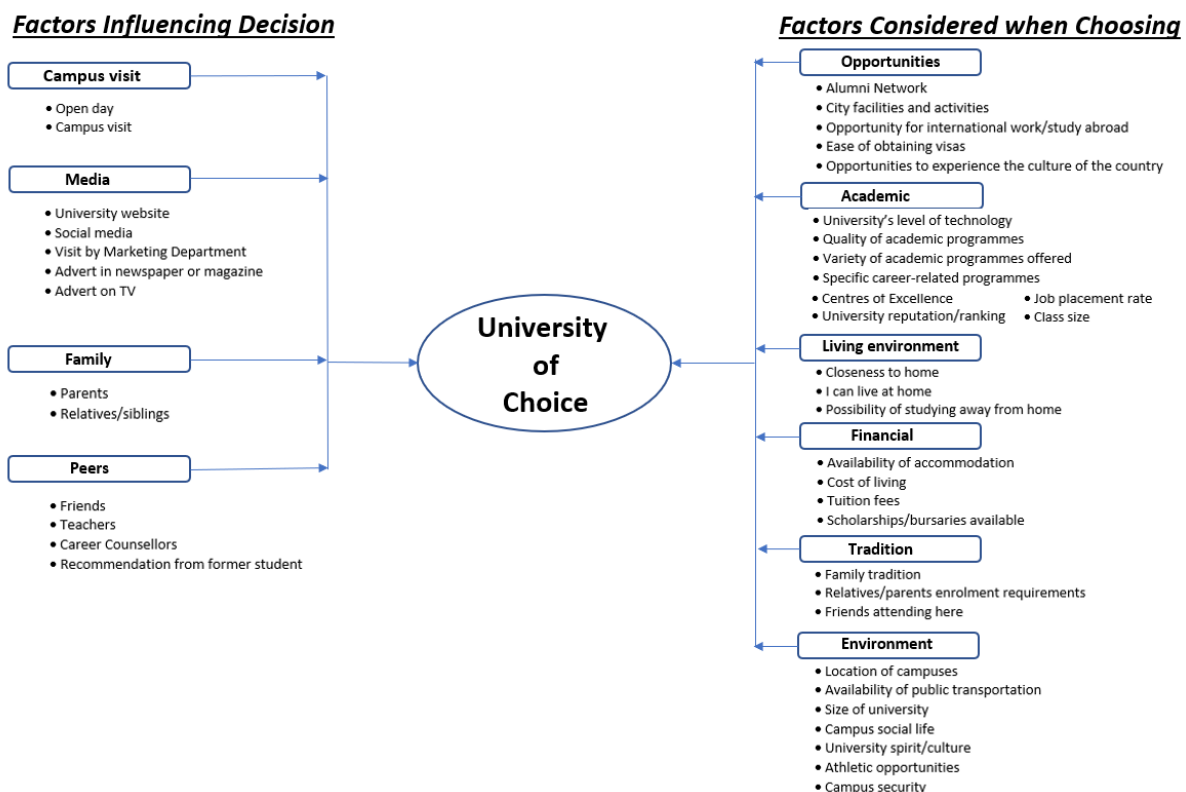 Factors Influencing Decision
Campus visit
• Open day
• Campus visit
Media
• University website
• Social media
• Visit by Marketing Department
• Advert in newspaper or magazine
• Advert on TV
Family
• Parents
• Relatives/siblings
Peers
• Friends
• Teachers
• Career Counsellors
• Recommendation from former student
University
of
Choice
Factors Considered when Choosing
Opportunities
• Alumni Network
• City facilities and activities
• Opportunity for international work/study abroad
• Ease of obtaining visas
• Opportunities to experience the culture of the country
Academic
• University’s level of technology
• Quality of academic programmes
• Variety of academic programmes offered
• Specific career-related programmes
• Centres of Excellence • Job placement rate
• University reputation/ranking • Class size
Living environment
• Closeness to home
• I can live at home
• Possibility of studying away from home
Financial
• Availability of accommodation
• Cost of living
• Tuition fees
• Scholarships/bursaries available
Tradition
• Family tradition
• Relatives/parents enrolment requirements
• Friends attending here
Environment
• Location of campuses
• Availability of public transportation
• Size of university
• Campus social life
• University spirit/culture
• Athletic opportunities
• Campus security